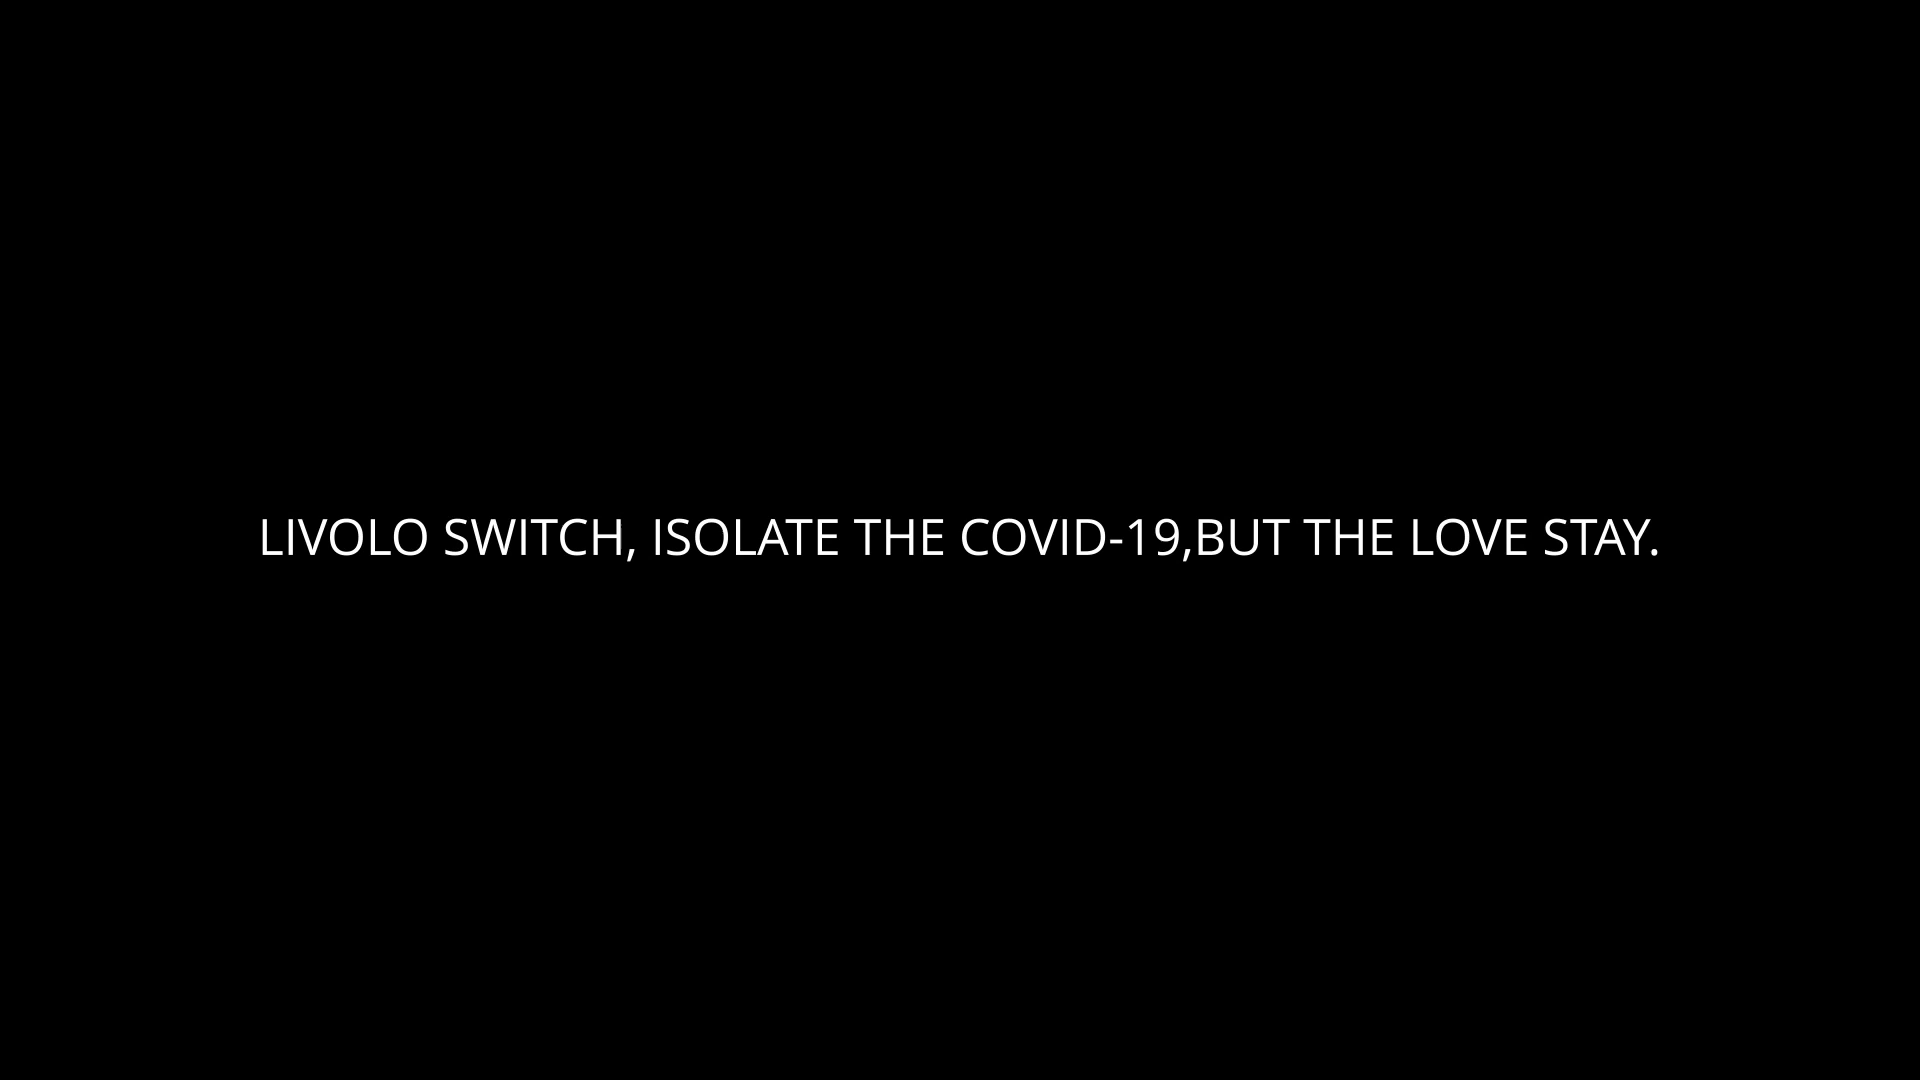 LIVOLO SWITCH, ISOLATE THE COVID-19,BUT THE LOVE STAY.